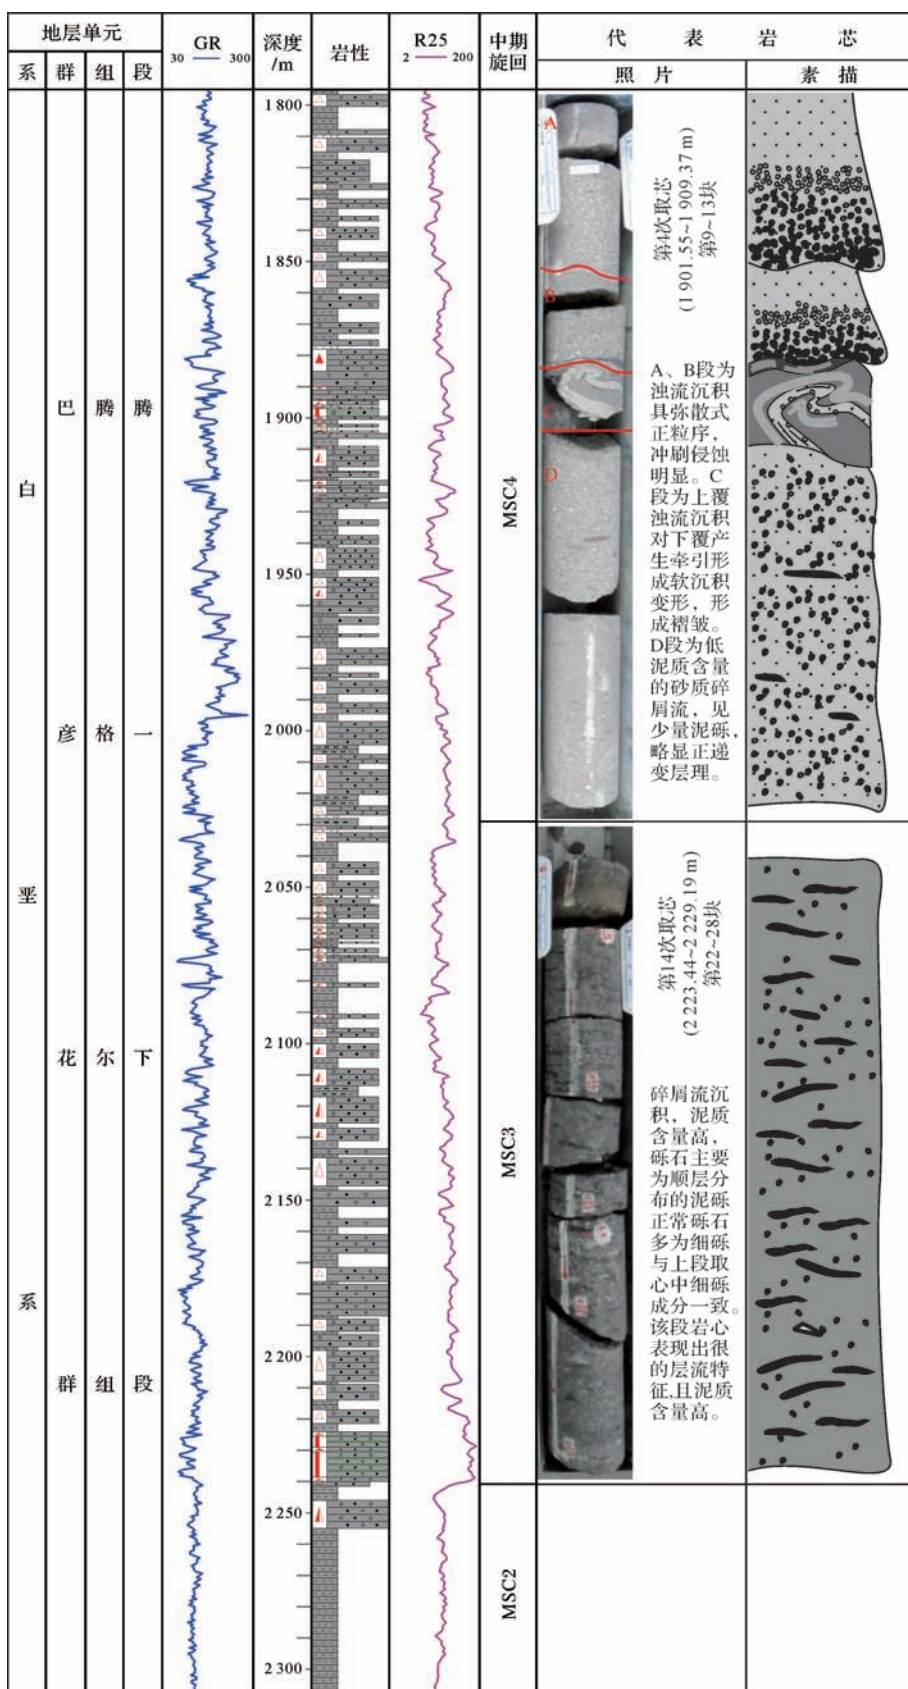 地层单元
系
群
组
段
GR
30
300
深度
/m
岩性
R25
2
200
中期
旋回
代表岩芯
照片
素描
白垩系
巴彦花群
腾格尔组
腾一下段
1 800
1 850
1 900
1 950
2 000
2 050
2 100
2 150
2 200
2 250
2 300
MSC4
MSC3
MSC2
A
B
C
D
第4次取芯
(1 901.55~1 909.37 m)
第9~13块
A、B段为
浊流沉积
具弥散式
正粒序，
冲刷侵蚀
明显。C
段为上覆
浊流沉积
对下覆产
生牵引形
成软沉积
变形，形
成褶皱。
D段为低
泥质含量
的砂质碎
屑流，见
少量泥砾，
略显正递
变层理。
第14次取芯
(2 223.44~2 229.19 m)
第22~28块
碎屑流沉
积，泥质
含量高，
砾石主要
为顺层分
布的泥砾
正常砾石
多为细砾
与上段取
心中细砾
成分一致。
该段岩心
表现出很
的层流特
征,且泥质
含量高。